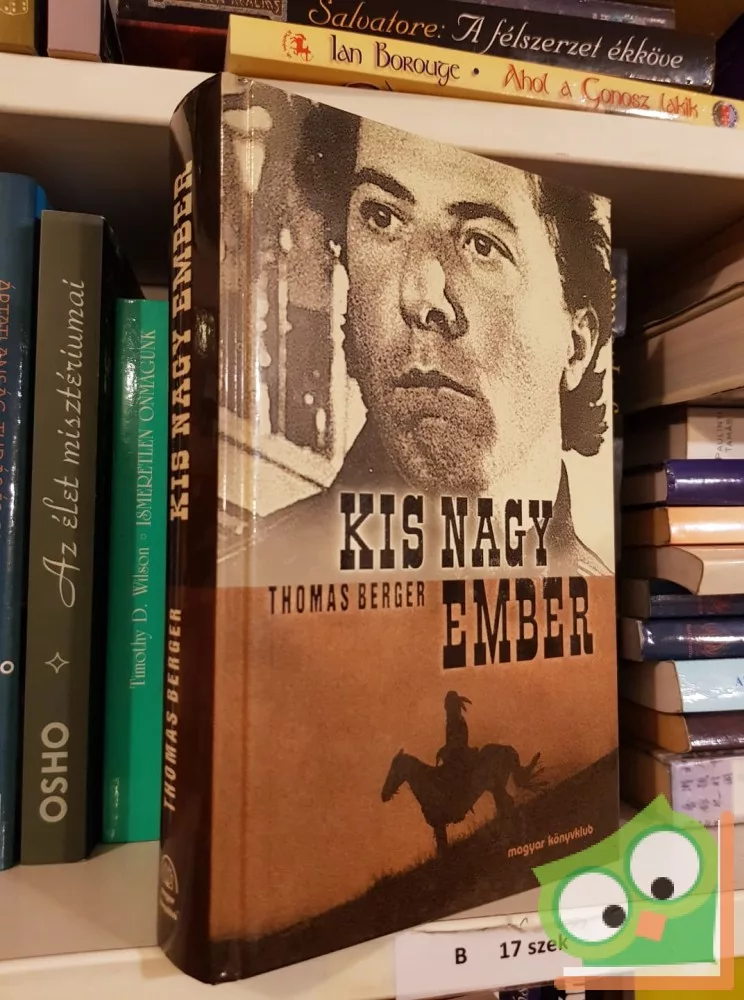 Salvatore: A félszerzet ékköve
Ian Borouge • Ahol a Gonosz lakik
KIS NAGY EMBER
THOMAS BERGER
KIS NAGY
THOMAS BERGER
EMBER
magyar könyvklub
Az élet misztériumai
OSHO
Timothy D. Wilson • ISMERETLEN ÖNMAGUNK
B 17 szek